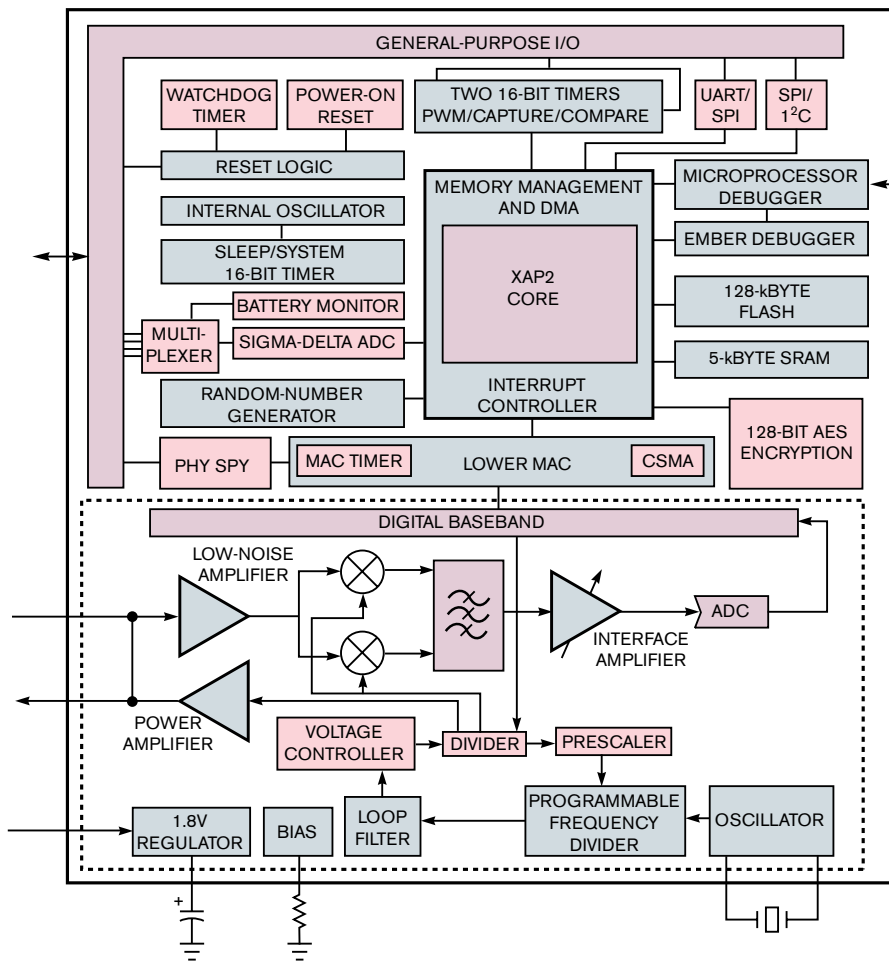 GENERAL-PURPOSE I/O
WATCHDOG
TIMER
POWER-ON
RESET
TWO 16-BIT TIMERS
PWM/CAPTURE/COMPARE
UART/
SPI
SPI/
1²C
RESET LOGIC
MEMORY MANAGEMENT
AND DMA
MICROPROCESSOR
DEBUGGER
INTERNAL OSCILLATOR
EMBER DEBUGGER
SLEEP/SYSTEM
16-BIT TIMER
XAP2
CORE
128-kBYTE
FLASH
BATTERY MONITOR
MULTI-
PLEXER
SIGMA-DELTA ADC
5-kBYTE SRAM
RANDOM-NUMBER
GENERATOR
INTERRUPT
CONTROLLER
128-BIT AES
ENCRYPTION
PHY SPY
MAC TIMER
LOWER MAC
CSMA
DIGITAL BASEBAND
LOW-NOISE
AMPLIFIER
ADC
INTERFACE
AMPLIFIER
POWER
AMPLIFIER
VOLTAGE
CONTROLLER
DIVIDER
PRESCALER
1.8V
REGULATOR
BIAS
LOOP
FILTER
PROGRAMMABLE
FREQUENCY
DIVIDER
OSCILLATOR
+